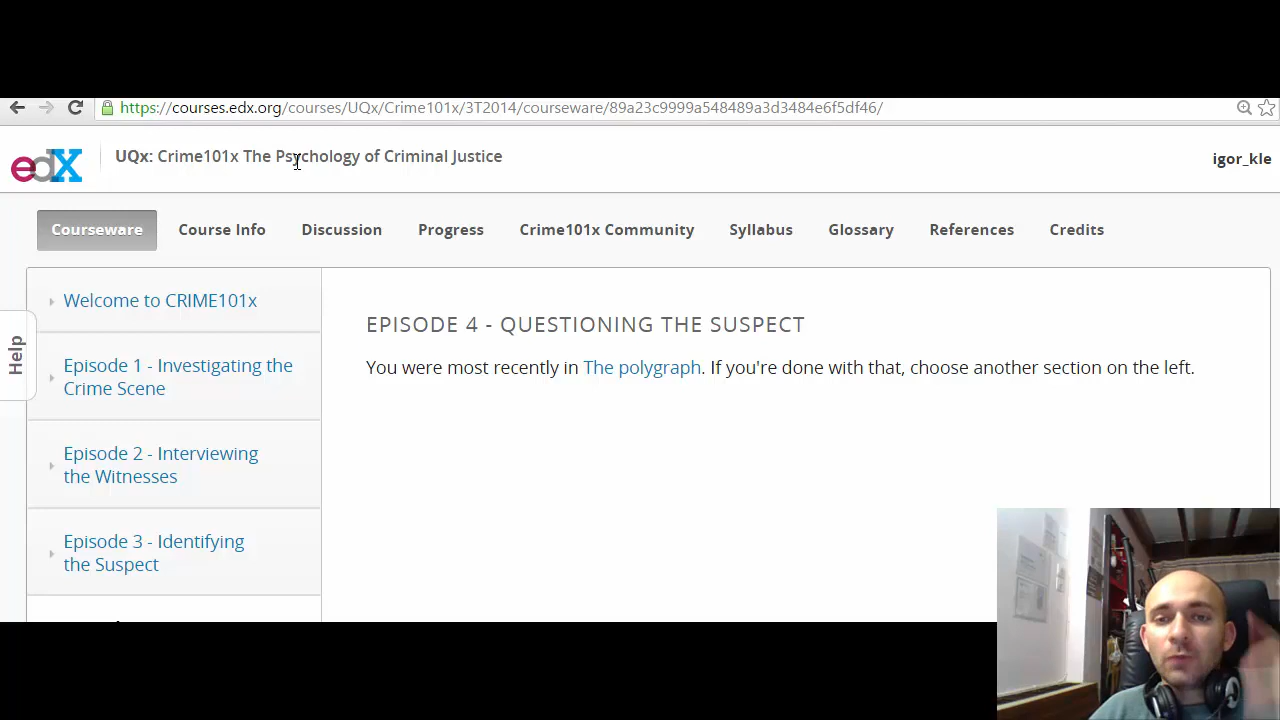 https://courses.edx.org/courses/UQx/Crime101x/3T2014/courseware/89a23c9999a548489a3d3484e6f5df46/
edX
UQx: Crime101x The Psychology of Criminal Justice
igor_kle
Courseware
Course Info
Discussion
Progress
Crime101x Community
Syllabus
Glossary
References
Credits
Help
Welcome to CRIME101x
Episode 1 - Investigating the
Crime Scene
Episode 2 - Interviewing
the Witnesses
Episode 3 - Identifying
the Suspect
EPISODE 4 - QUESTIONING THE SUSPECT
You were most recently in The polygraph. If you're done with that, choose another section on the left.